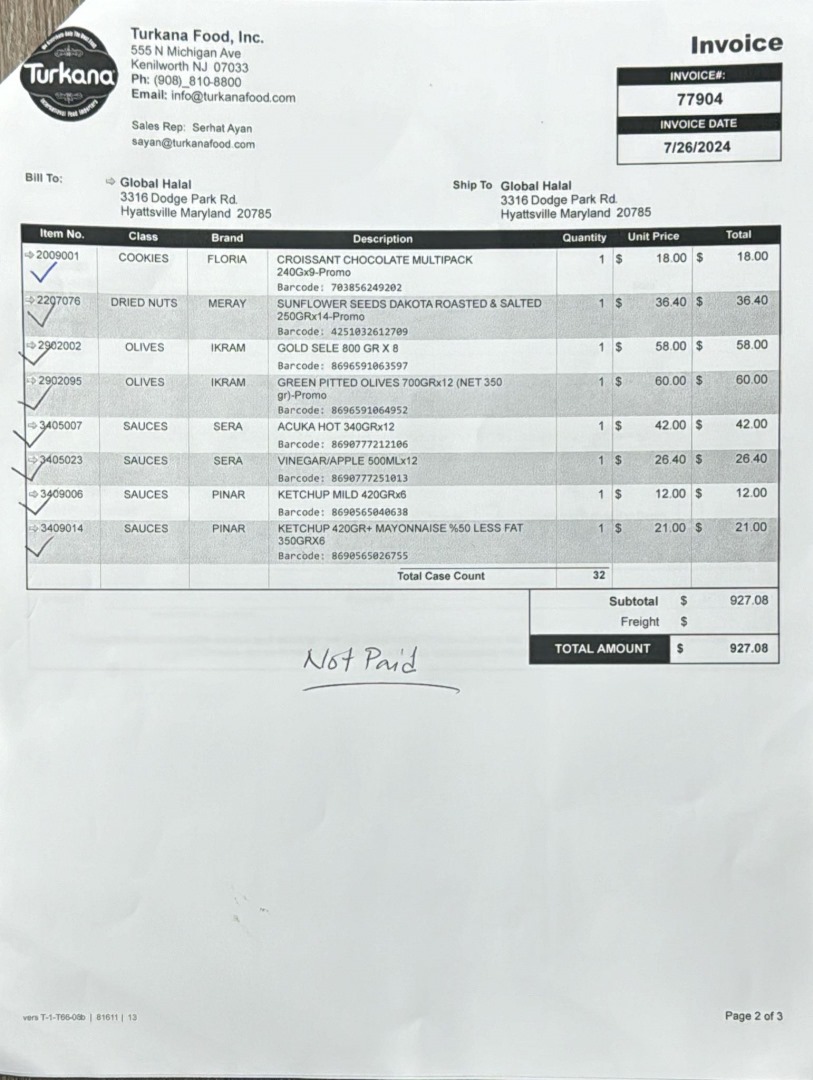 Turkana
International Food Importers
Turkana Food, Inc.
555 N Michigan Ave
Kenilworth NJ 07033
Ph: (908)_810-8800
Email: info@turkanafood.com
Sales Rep: Serhat Ayan
sayan@turkanafood.com
Invoice
INVOICE#:
77904
INVOICE DATE
7/26/2024
Bill To: ⇨ Global Halal
3316 Dodge Park Rd.
Hyattsville Maryland 20785
Ship To Global Halal
3316 Dodge Park Rd.
Hyattsville Maryland 20785
Item No. Class Brand Description Quantity Unit Price Total
⇨2009001 COOKIES FLORIA CROISSANT CHOCOLATE MULTIPACK 1 $ 18.00 $ 18.00
240Gx9-Promo
Barcode: 703856249202
⇨2207076 DRIED NUTS MERAY SUNFLOWER SEEDS DAKOTA ROASTED & SALTED 1 $ 36.40 $ 36.40
250GRx14-Promo
Barcode: 4251032612709
⇨2902002 OLIVES IKRAM GOLD SELE 800 GR X 8 1 $ 58.00 $ 58.00
Barcode: 8696591063597
⇨2902095 OLIVES IKRAM GREEN PITTED OLIVES 700GRx12 (NET 350 1 $ 60.00 $ 60.00
gr)-Promo
Barcode: 8696591064952
⇨3405007 SAUCES SERA ACUKA HOT 340GRx12 1 $ 42.00 $ 42.00
Barcode: 8690777212106
⇨3405023 SAUCES SERA VINEGAR/APPLE 500MLx12 1 $ 26.40 $ 26.40
Barcode: 8690777251013
⇨3409006 SAUCES PINAR KETCHUP MILD 420GRx6 1 $ 12.00 $ 12.00
Barcode: 8690565040638
⇨3409014 SAUCES PINAR KETCHUP 420GR+ MAYONNAISE %50 LESS FAT 1 $ 21.00 $ 21.00
350GRX6
Barcode: 8690565026755
Total Case Count 32
Subtotal $ 927.08
Freight $
TOTAL AMOUNT $ 927.08
Not Paid
vers T-1-T66-08b | 81611 | 13
Page 2 of 3